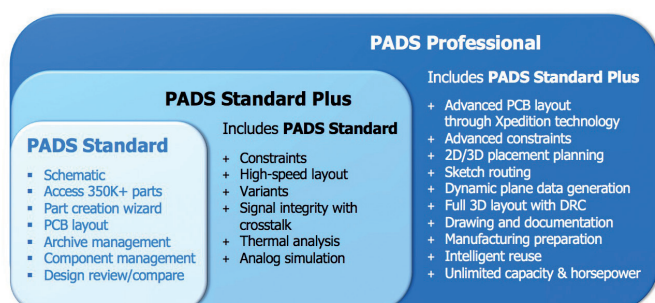 PADS Professional
Includes PADS Standard Plus
+ Advanced PCB layout
through Xpedition technology
+ Advanced constraints
+ 2D/3D placement planning
+ Sketch routing
+ Dynamic plane data generation
+ Full 3D layout with DRC
+ Drawing and documentation
+ Manufacturing preparation
+ Intelligent reuse
+ Unlimited capacity & horsepower
PADS Standard Plus
Includes PADS Standard
+ Constraints
+ High-speed layout
+ Variants
+ Signal integrity with
crosstalk
+ Thermal analysis
+ Analog simulation
PADS Standard
▪ Schematic
▪ Access 350K+ parts
▪ Part creation wizard
▪ PCB layout
▪ Archive management
▪ Component management
▪ Design review/compare